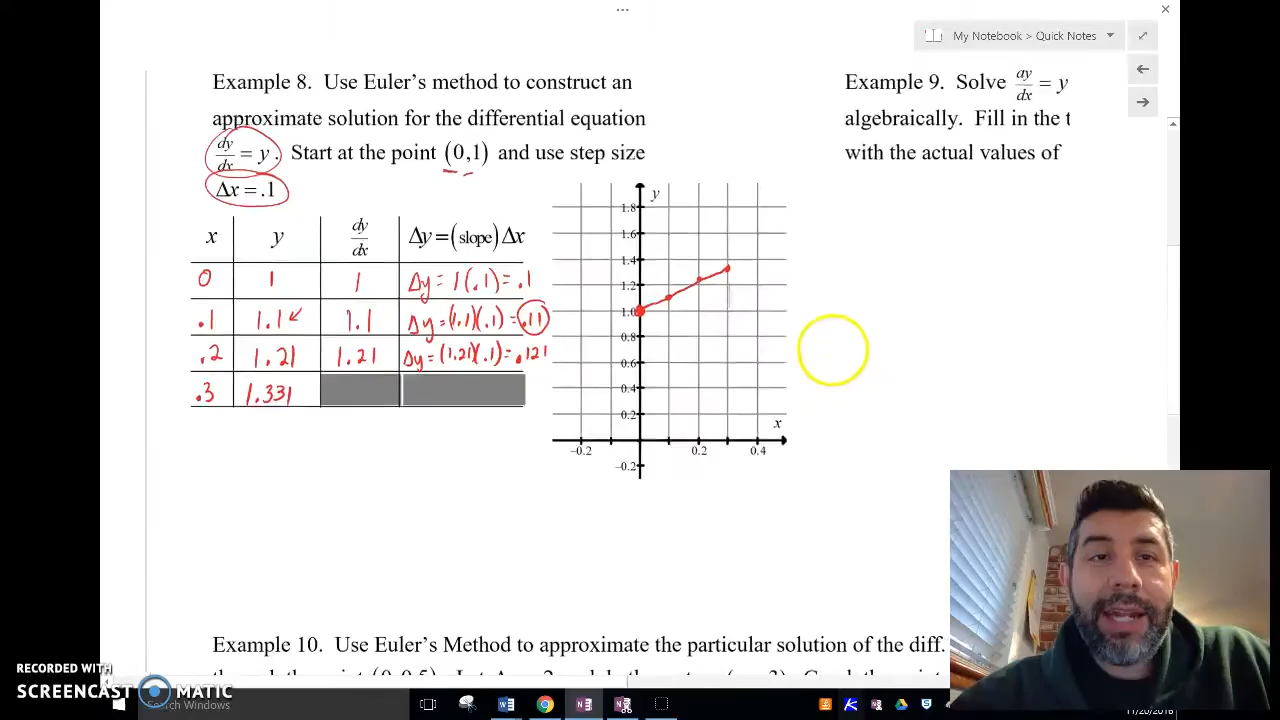 My Notebook > Quick Notes
Example 8. Use Euler's method to construct an
approximate solution for the differential equation
dy/dx = y. Start at the point (0,1) and use step size
Δx = .1
x y dy/dx Δy = (slope) Δx
0 1 1 Δy = 1(.1) = .1
.1 1.1 1.1 Δy = (1.1)(.1) = .11
.2 1.21 1.21 Δy = (1.21)(.1) = .121
.3 1.331
y
1.8
1.6
1.4
1.2
1.0
0.8
0.6
0.4
0.2
x
-0.2 0.2 0.4
-0.2
Example 9. Solve dy/dx = y
algebraically. Fill in the t
with the actual values of
Example 10. Use Euler's Method to approximate the particular solution of the diff.
RECORDED WITH
SCREENCAST MATIC
Search Windows
11/20/2018